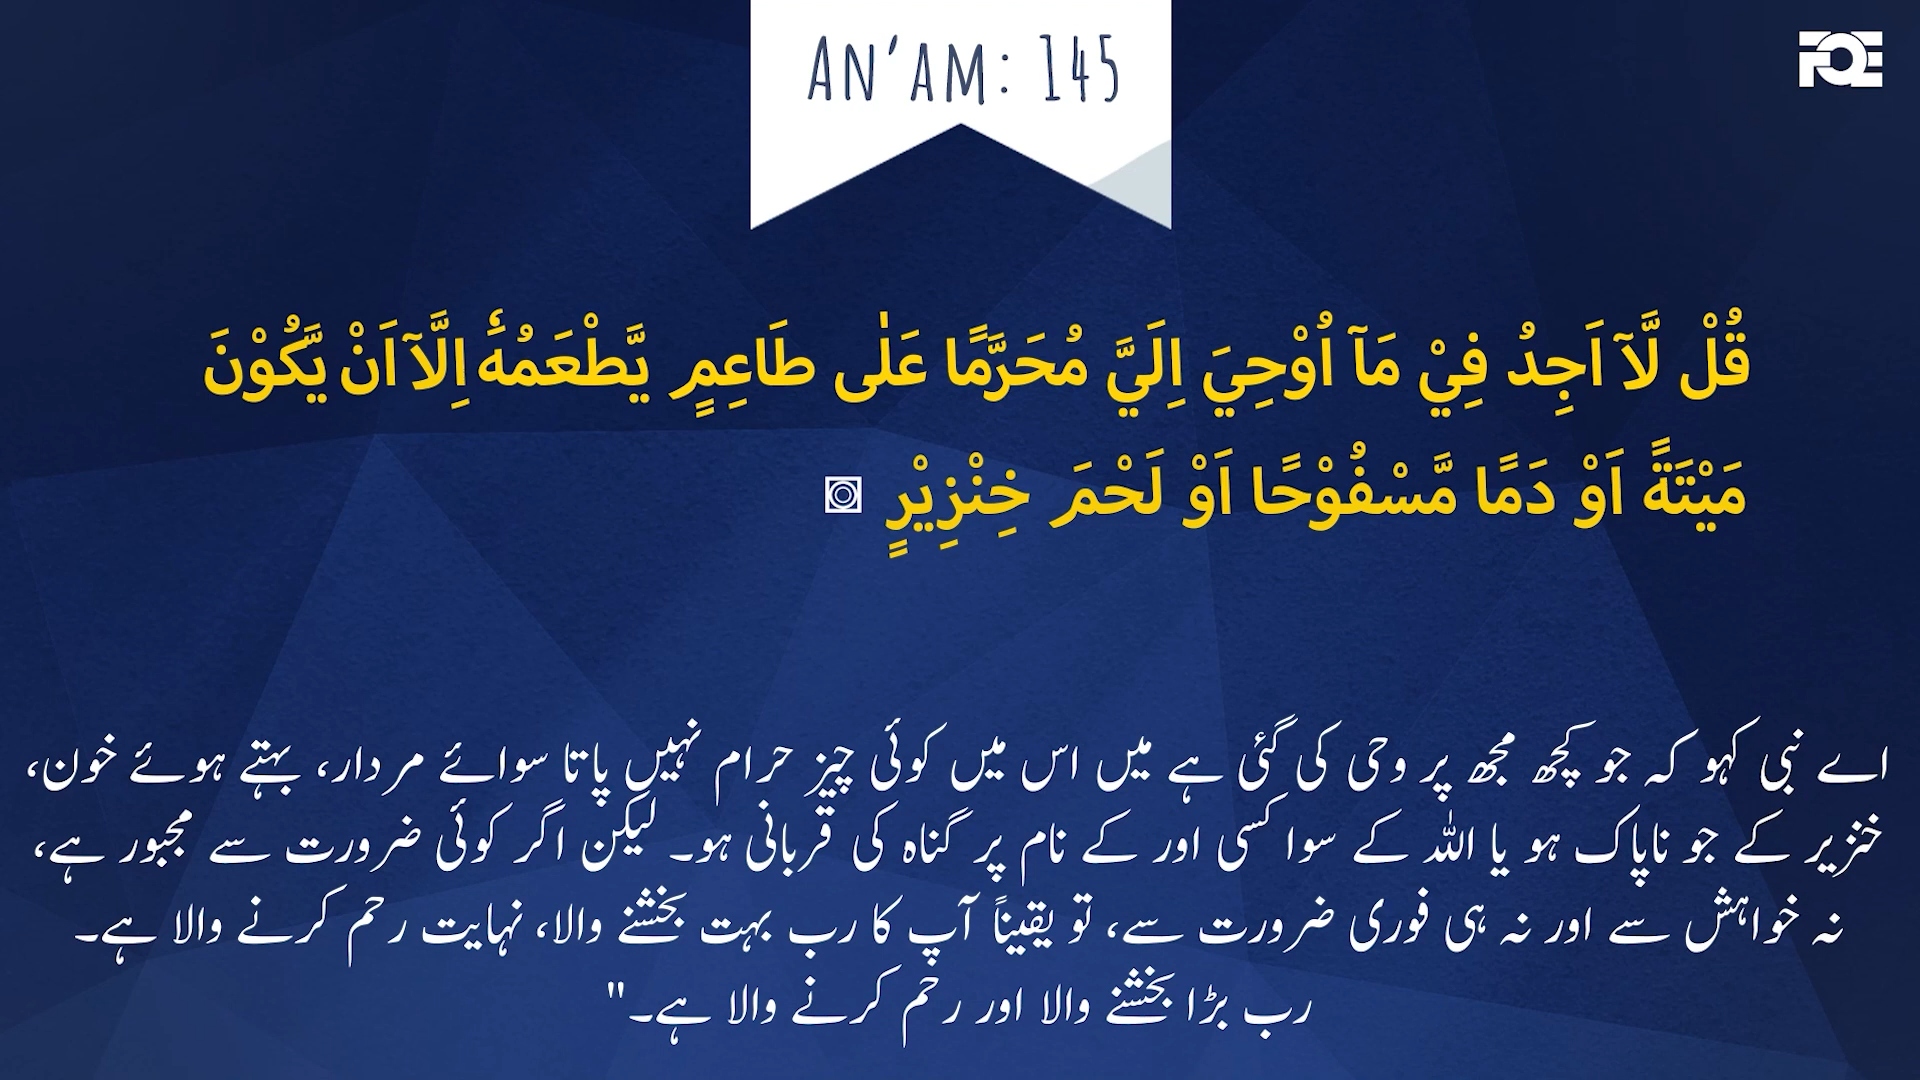 An'am: 145
FQE
قُلْ لَّآ اَجِدُ فِيْ مَآ اُوْحِيَ اِلَيَّ مُحَرَّمًا عَلٰى طَاعِمٍ يَّطْعَمُهٗٓ اِلَّآ اَنْ يَّكُوْنَ
مَيْتَةً اَوْ دَمًا مَّسْفُوْحًا اَوْ لَحْمَ خِنْزِيْرٍ
اے نبی کہو کہ جو کچھ مجھ پر وحی کی گئی ہے میں اس میں کوئی چیز حرام نہیں پاتا سوائے مردار، بہتے ہوئے خون،
خنزیر کے جو ناپاک ہو یا اللہ کے سوا کسی اور کے نام پر گناہ کی قربانی ہو۔ لیکن اگر کوئی ضرورت سے مجبور ہے،
نہ خواہش سے اور نہ ہی فوری ضرورت سے، تو یقیناً آپ کا رب بہت بخشنے والا، نہایت رحم کرنے والا ہے۔
رب بڑا بخشنے والا اور رحم کرنے والا ہے۔"